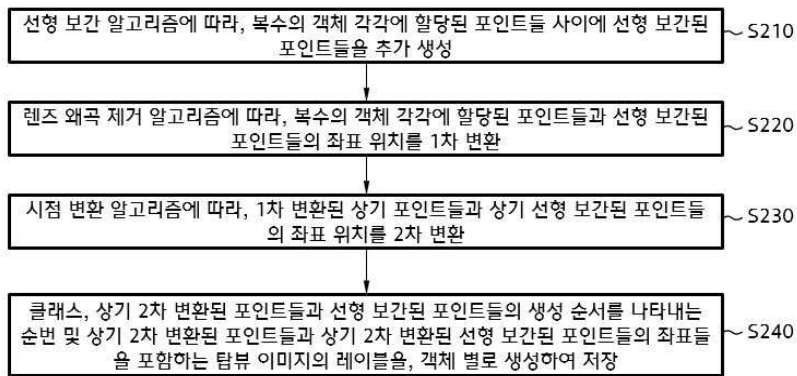 선형 보간 알고리즘에 따라, 복수의 객체 각각에 할당된 포인트들 사이에 선형 보간된
포인트들을 추가 생성
S210
렌즈 왜곡 제거 알고리즘에 따라, 복수의 객체 각각에 할당된 포인트들과 선형 보간된
포인트들의 좌표 위치를 1차 변환
S220
시점 변환 알고리즘에 따라, 1차 변환된 상기 포인트들과 상기 선형 보간된 포인트들
의 좌표 위치를 2차 변환
S230
클래스, 상기 2차 변환된 포인트들과 선형 보간된 포인트들의 생성 순서를 나타내는
순번 및 상기 2차 변환된 포인트들과 상기 2차 변환된 선형 보간된 포인트들의 좌표들
을 포함하는 탑뷰 이미지의 레이블을, 객체 별로 생성하여 저장
S240